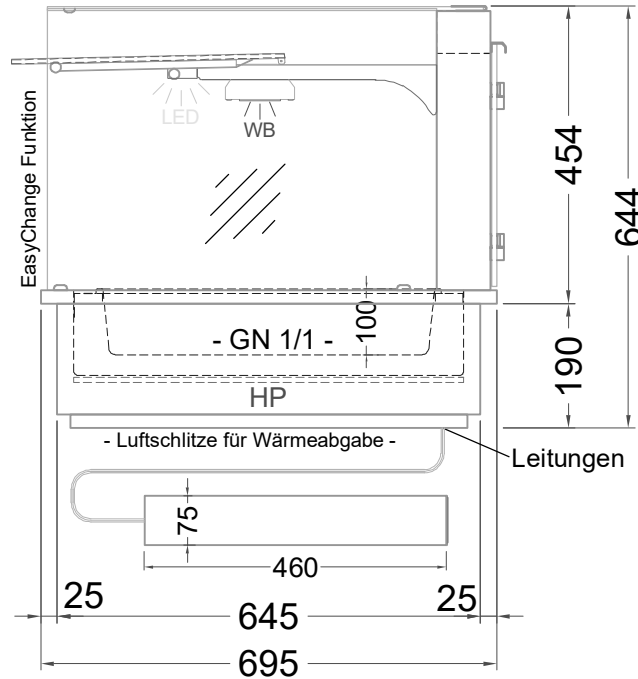 EasyChange Funktion
LED
WB
454
644
100
- GN 1/1 -
190
HP
- Luftschlitze für Wärmeabgabe -
Leitungen
75
460
25
645
25
695